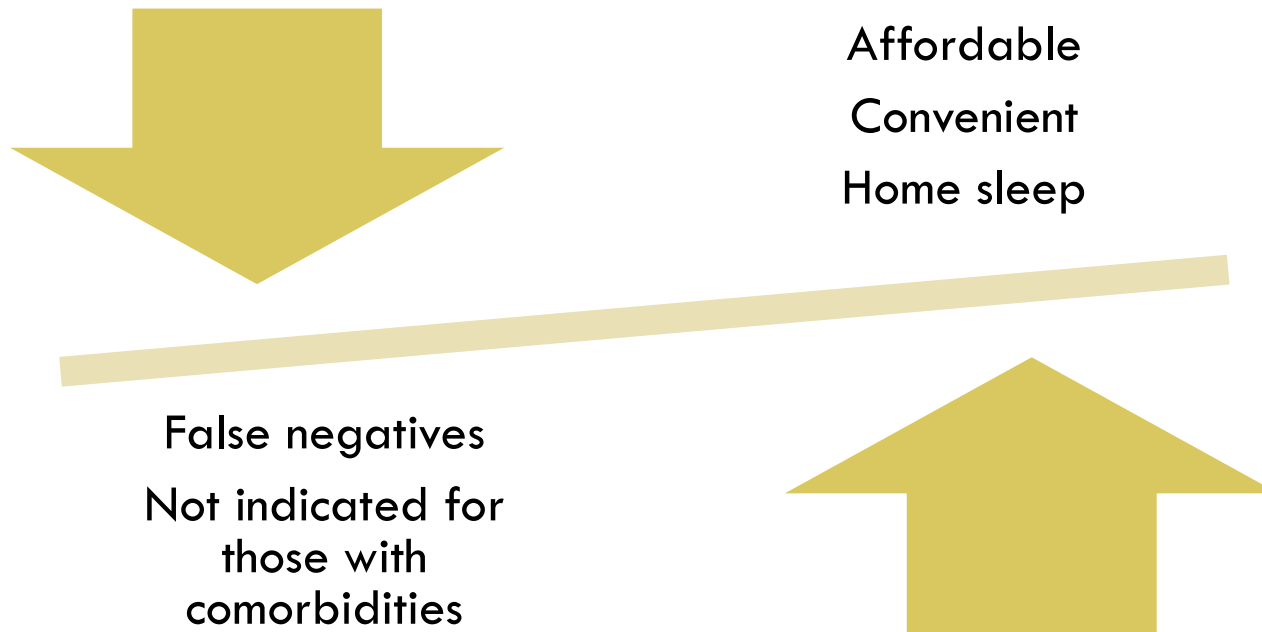 Affordable
Convenient
Home sleep
False negatives
Not indicated for
those with
comorbidities